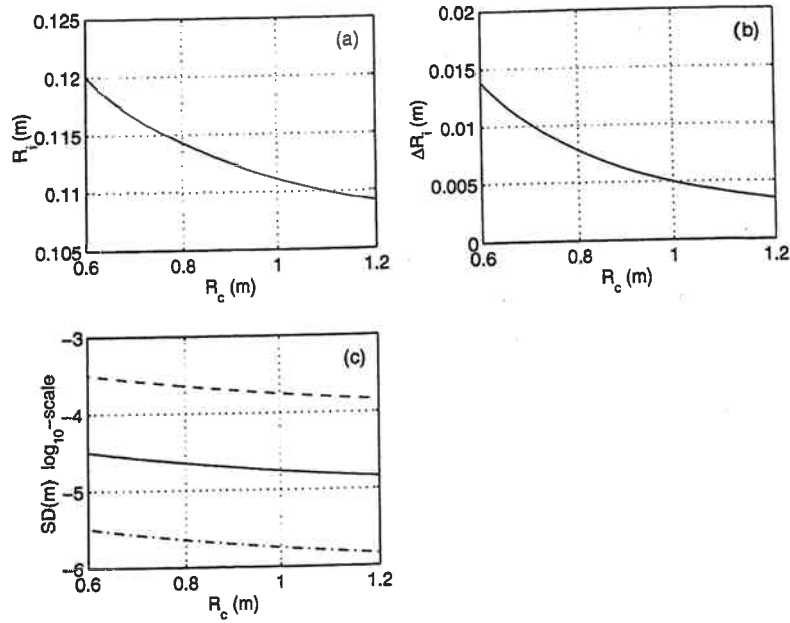 (a)
0.125
0.12
0.115
0.11
0.105
R_i (m)
0.6
0.8
1
1.2
R_c (m)
(b)
0.02
0.015
0.01
0.005
0
ΔR_i (m)
0.6
0.8
1
1.2
R_c (m)
(c)
-3
-4
-5
-6
SD(m) log_10-scale
0.6
0.8
1
1.2
R_c (m)